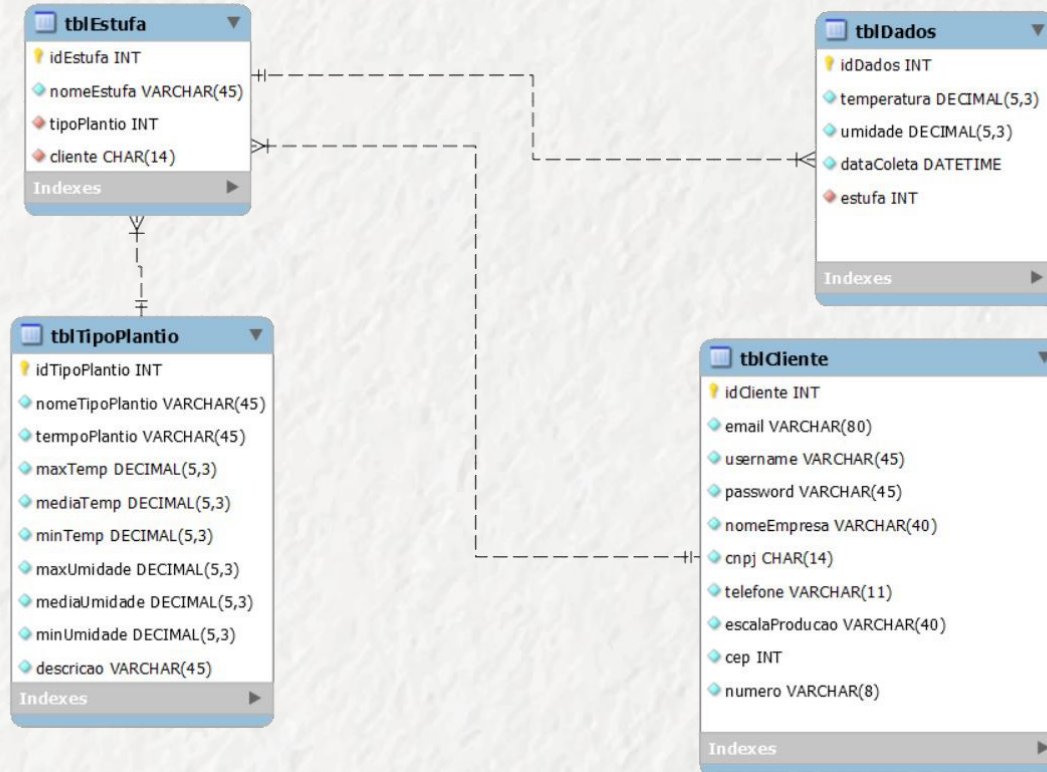 tblEstufa
idEstufa INT
nomeEstufa VARCHAR(45)
tipoPlantio INT
cliente CHAR(14)
Indexes
tblDados
idDados INT
temperatura DECIMAL(5,3)
umidade DECIMAL(5,3)
dataColeta DATETIME
estufa INT
Indexes
tblTipoPlantio
idTipoPlantio INT
nomeTipoPlantio VARCHAR(45)
termpoPlantio VARCHAR(45)
maxTemp DECIMAL(5,3)
mediaTemp DECIMAL(5,3)
minTemp DECIMAL(5,3)
maxUmidade DECIMAL(5,3)
mediaUmidade DECIMAL(5,3)
minUmidade DECIMAL(5,3)
descricao VARCHAR(45)
Indexes
tblCliente
idCliente INT
email VARCHAR(80)
username VARCHAR(45)
password VARCHAR(45)
nomeEmpresa VARCHAR(40)
cnpj CHAR(14)
telefone VARCHAR(11)
escalaProducao VARCHAR(40)
cep INT
numero VARCHAR(8)
Indexes